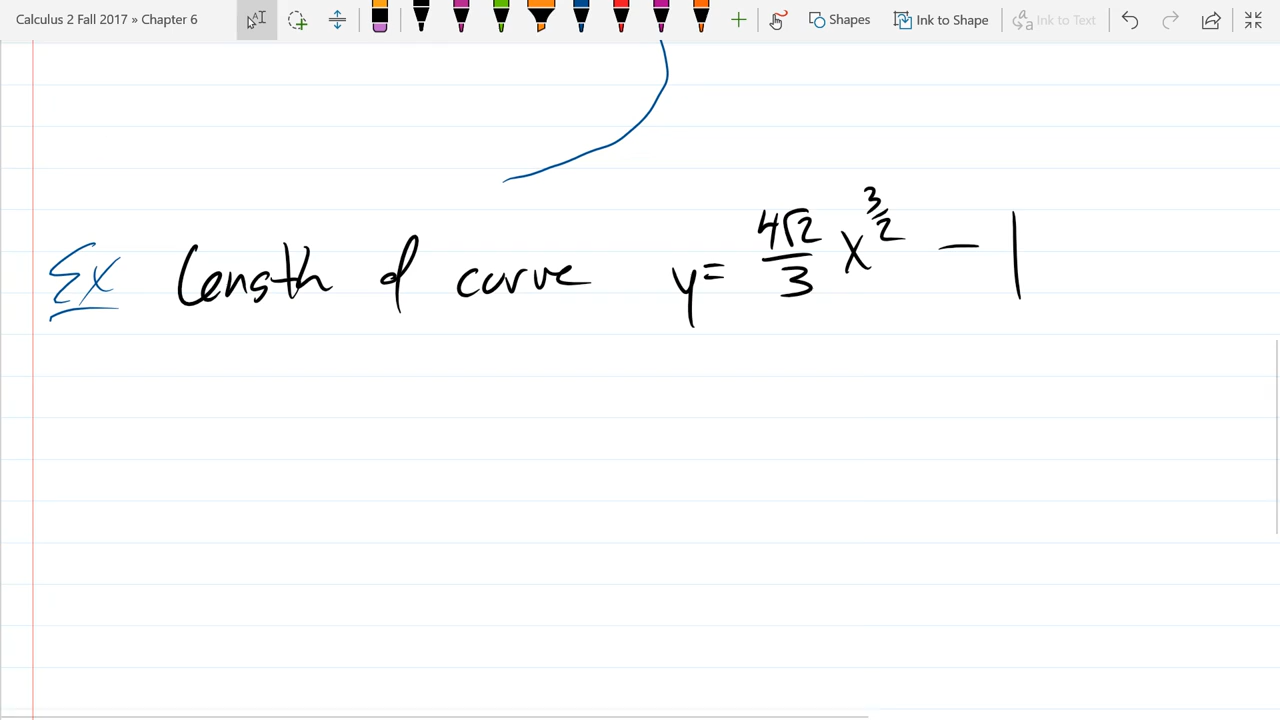 Calculus 2 Fall 2017 » Chapter 6
Shapes
Ink to Shape
Ink to Text
Ex Length of curve y = 4√2/3 x^3/2 - 1